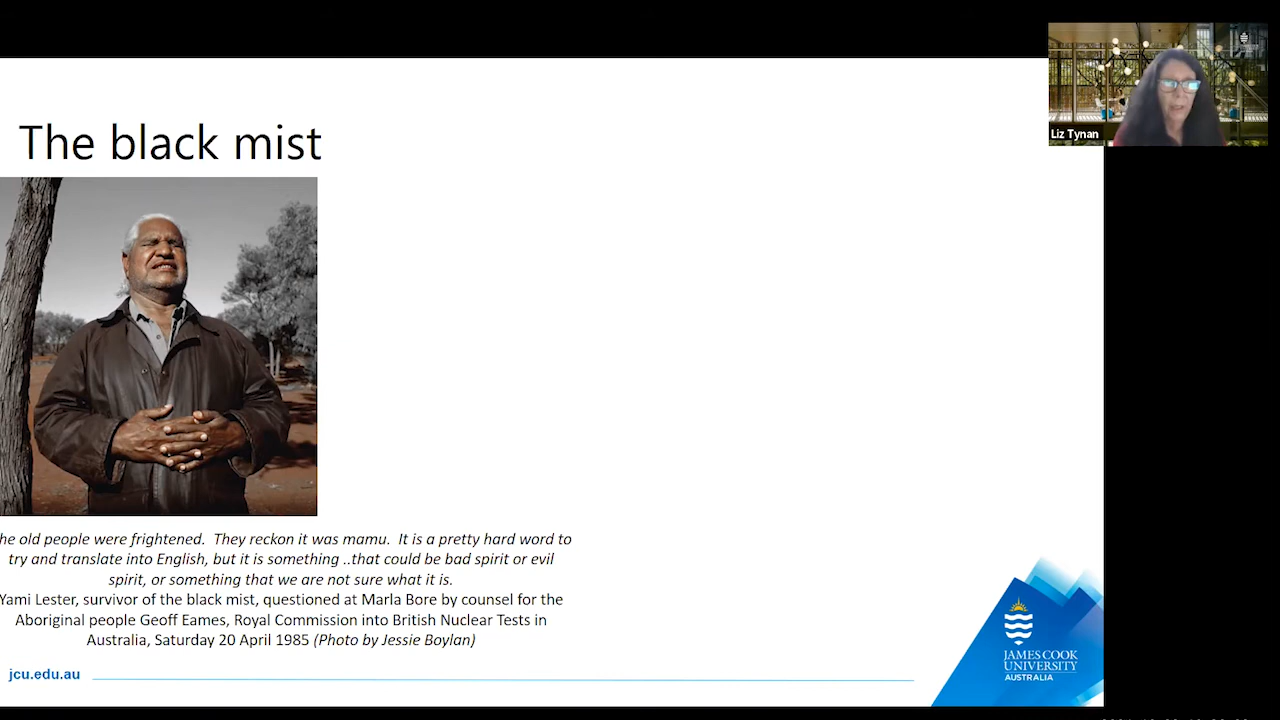 The black mist
Liz Tynan
he old people were frightened. They reckon it was mamu. It is a pretty hard word to
try and translate into English, but it is something ..that could be bad spirit or evil
spirit, or something that we are not sure what it is.
Yami Lester, survivor of the black mist, questioned at Marla Bore by counsel for the
Aboriginal people Geoff Eames, Royal Commission into British Nuclear Tests in
Australia, Saturday 20 April 1985 (Photo by Jessie Boylan)
jcu.edu.au
JAMES COOK
UNIVERSITY
AUSTRALIA